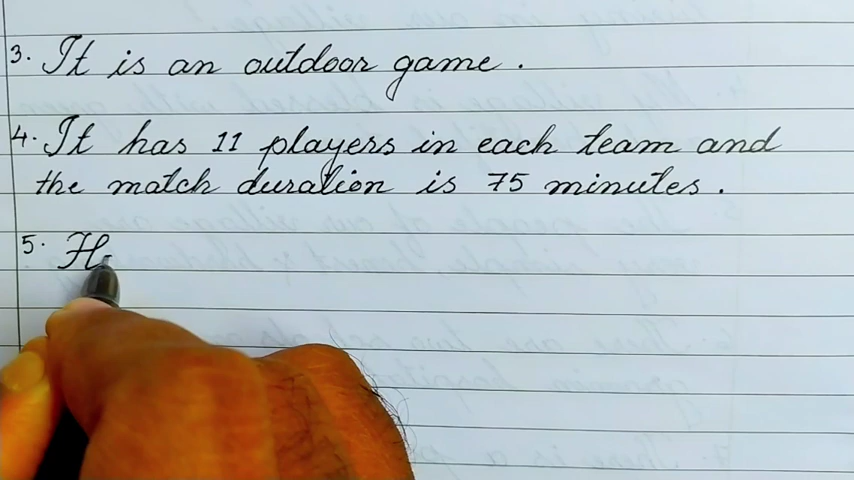 3. It is an outdoor game.
4. It has 11 players in each team and
the match duration is 75 minutes.
5. H